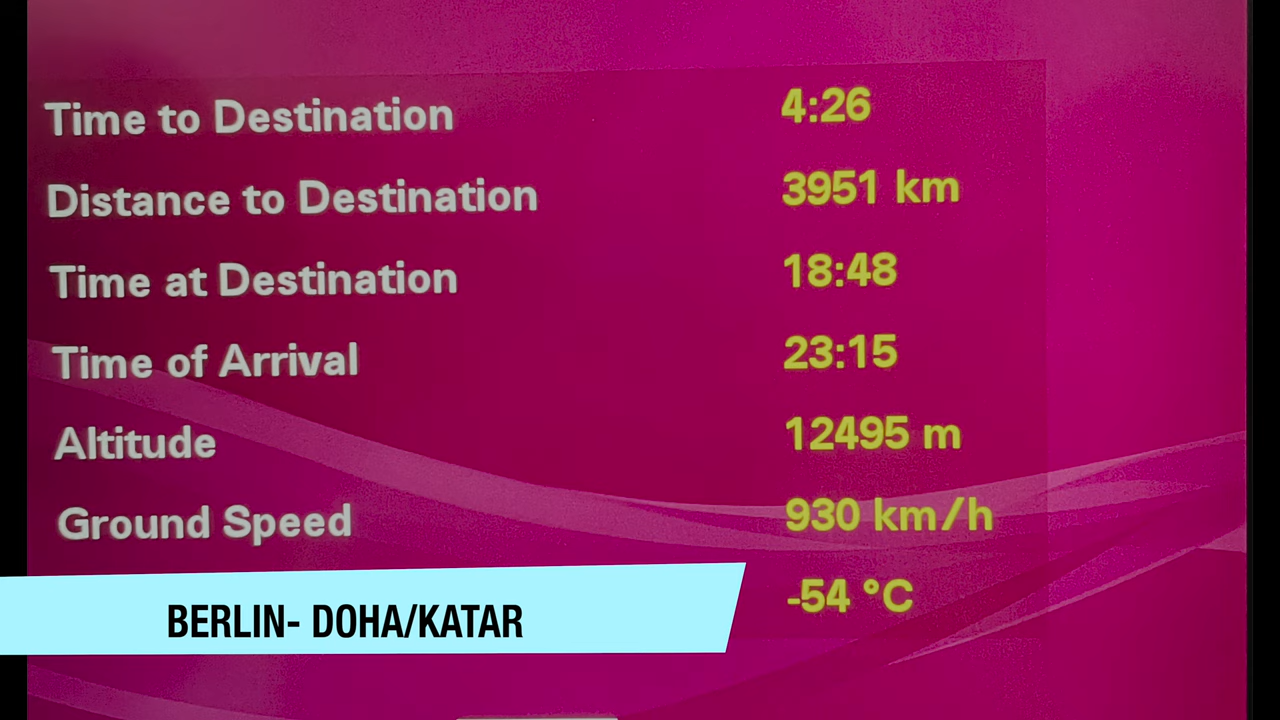 Time to Destination 4:26
Distance to Destination 3951 km
Time at Destination 18:48
Time of Arrival 23:15
Altitude 12495 m
Ground Speed 930 km/h
-54 °C
BERLIN- DOHA/KATAR